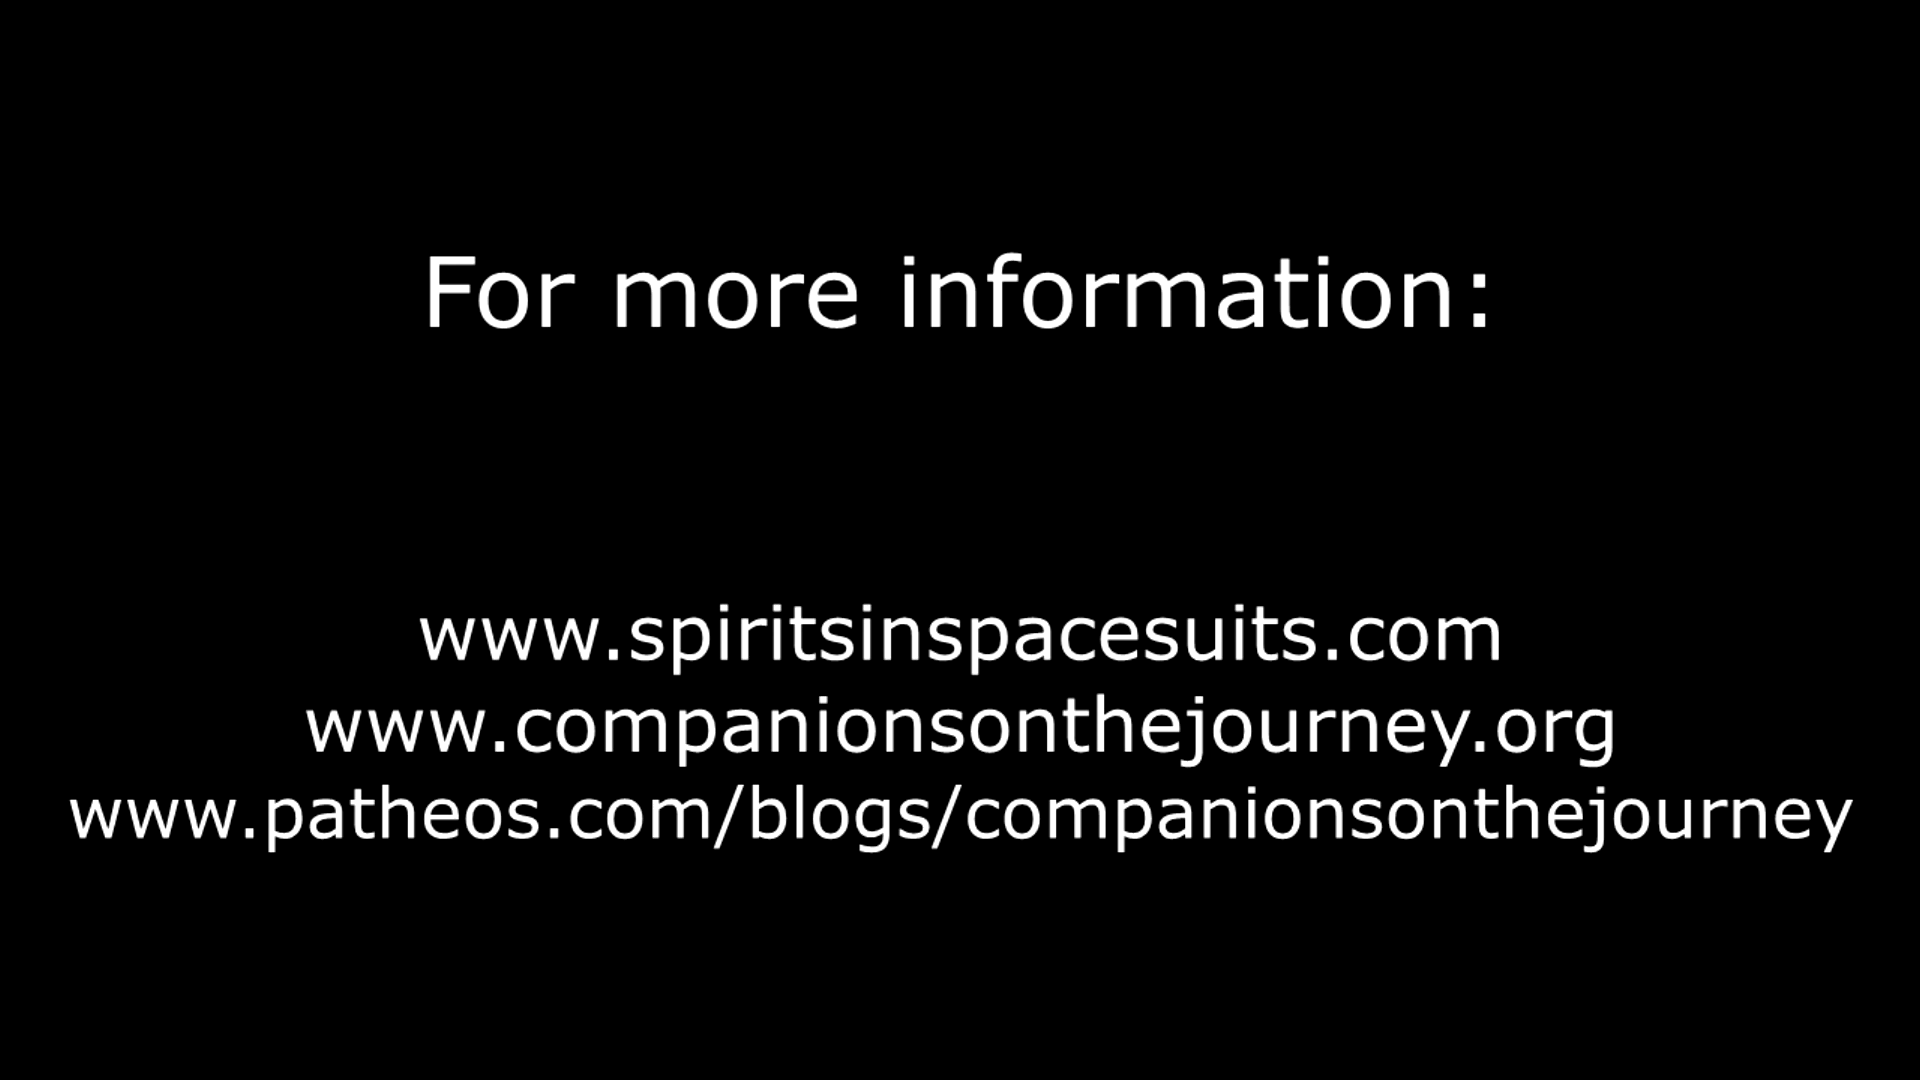 For more information:
www.spiritsinspacesuits.com
www.companionsonthejourney.org
www.patheos.com/blogs/companionsonthejourney